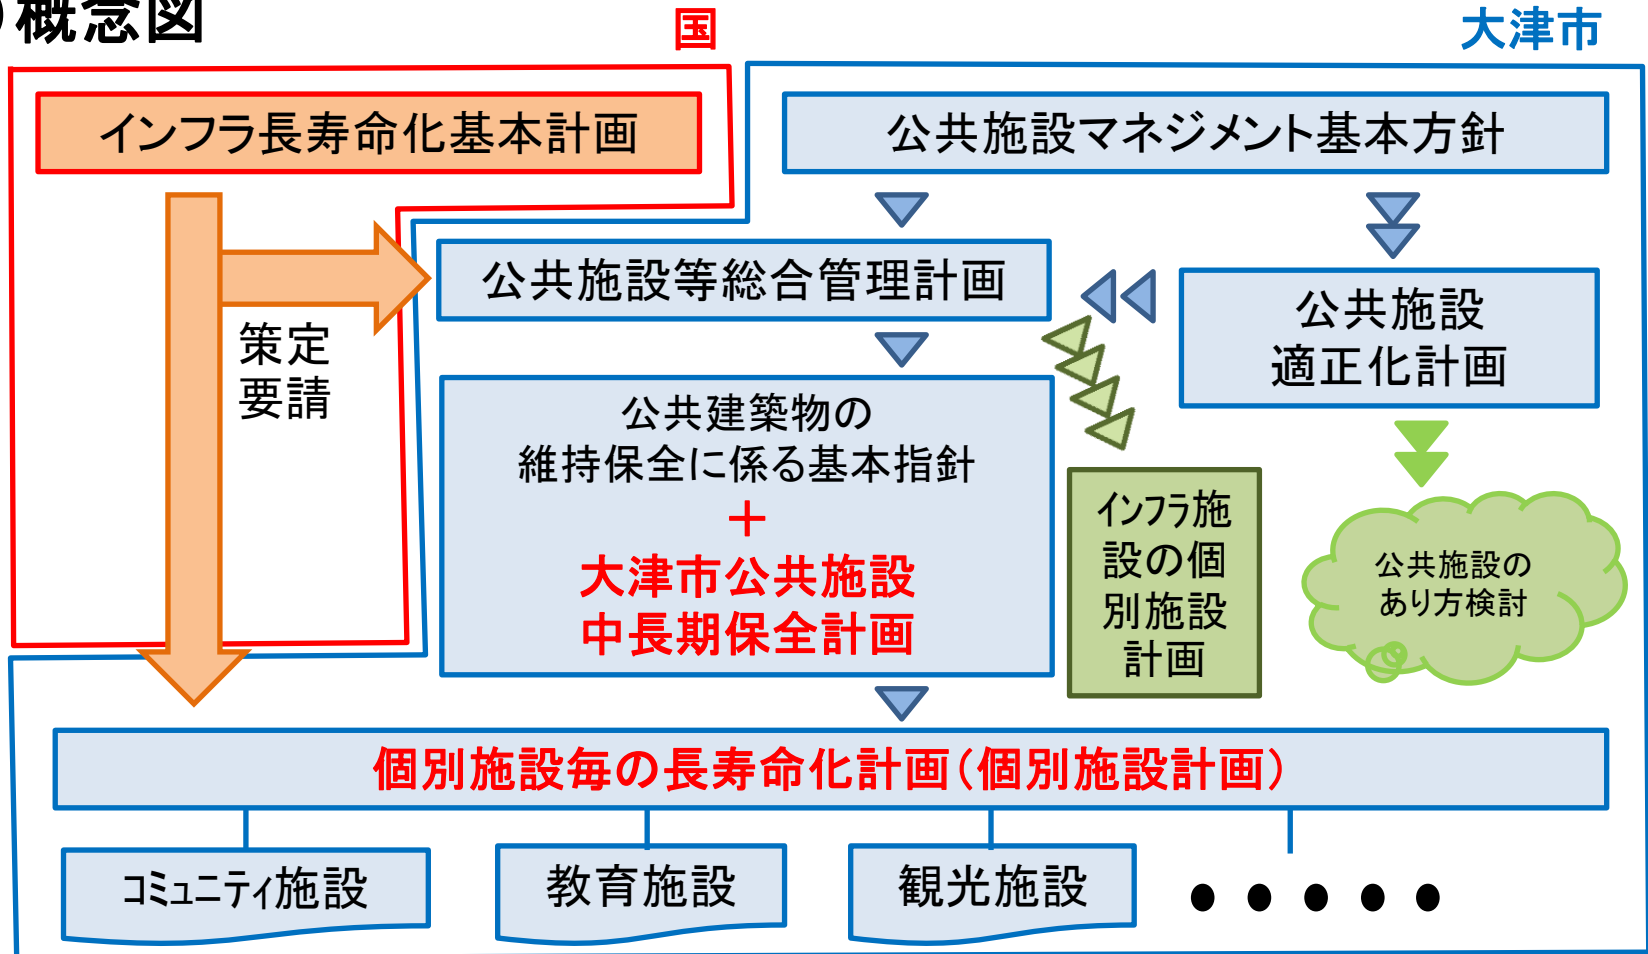 概念図
国
大津市
インフラ長寿命化基本計画
公共施設マネジメント基本方針
公共施設等総合管理計画
公共施設
適正化計画
策定
要請
公共建築物の
維持保全に係る基本指針
＋
大津市公共施設
中長期保全計画
インフラ施
設の個
別施設
計画
公共施設の
あり方検討
個別施設毎の長寿命化計画(個別施設計画)
コミュニティ施設
教育施設
観光施設
●●●●●